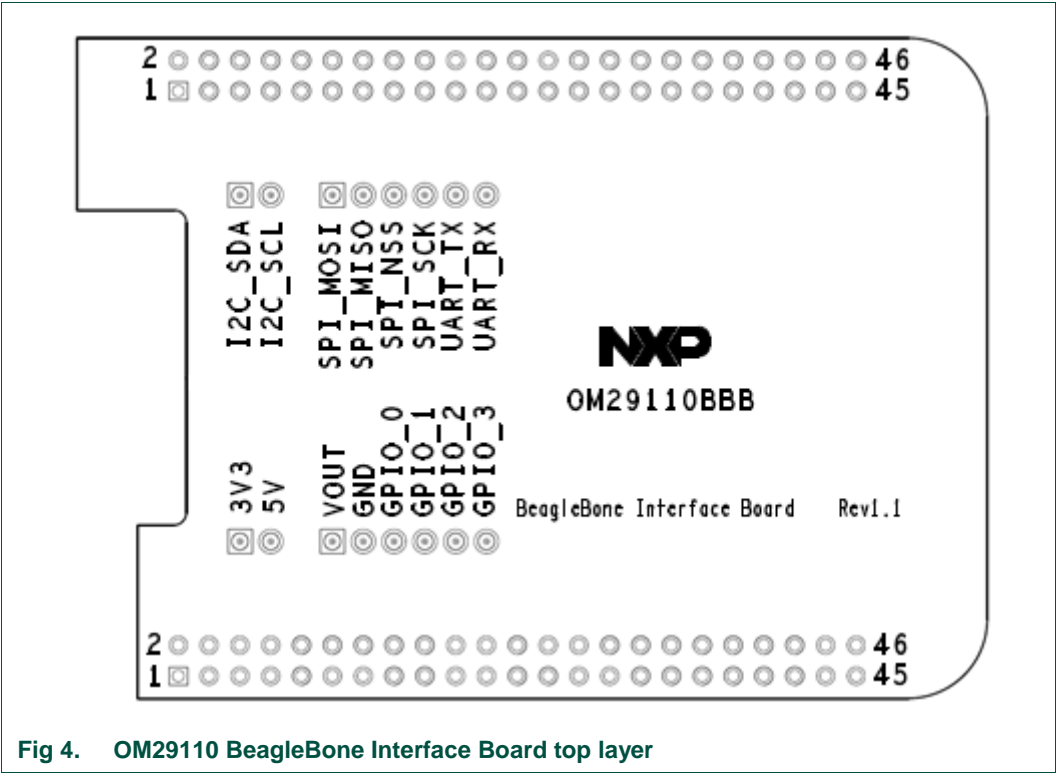 2 46
1 45
I2C_SDA
I2C_SCL
SPI_MOSI
SPI_MISO
SPI_NSS
SPI_SCK
UART_TX
UART_RX
NXP
OM29110BBB
3V3
5V
VOUT
GND
GPIO_0
GPIO_1
GPIO_2
GPIO_3
BeagleBone Interface Board Rev1.1
2 46
1 45
Fig 4. OM29110 BeagleBone Interface Board top layer